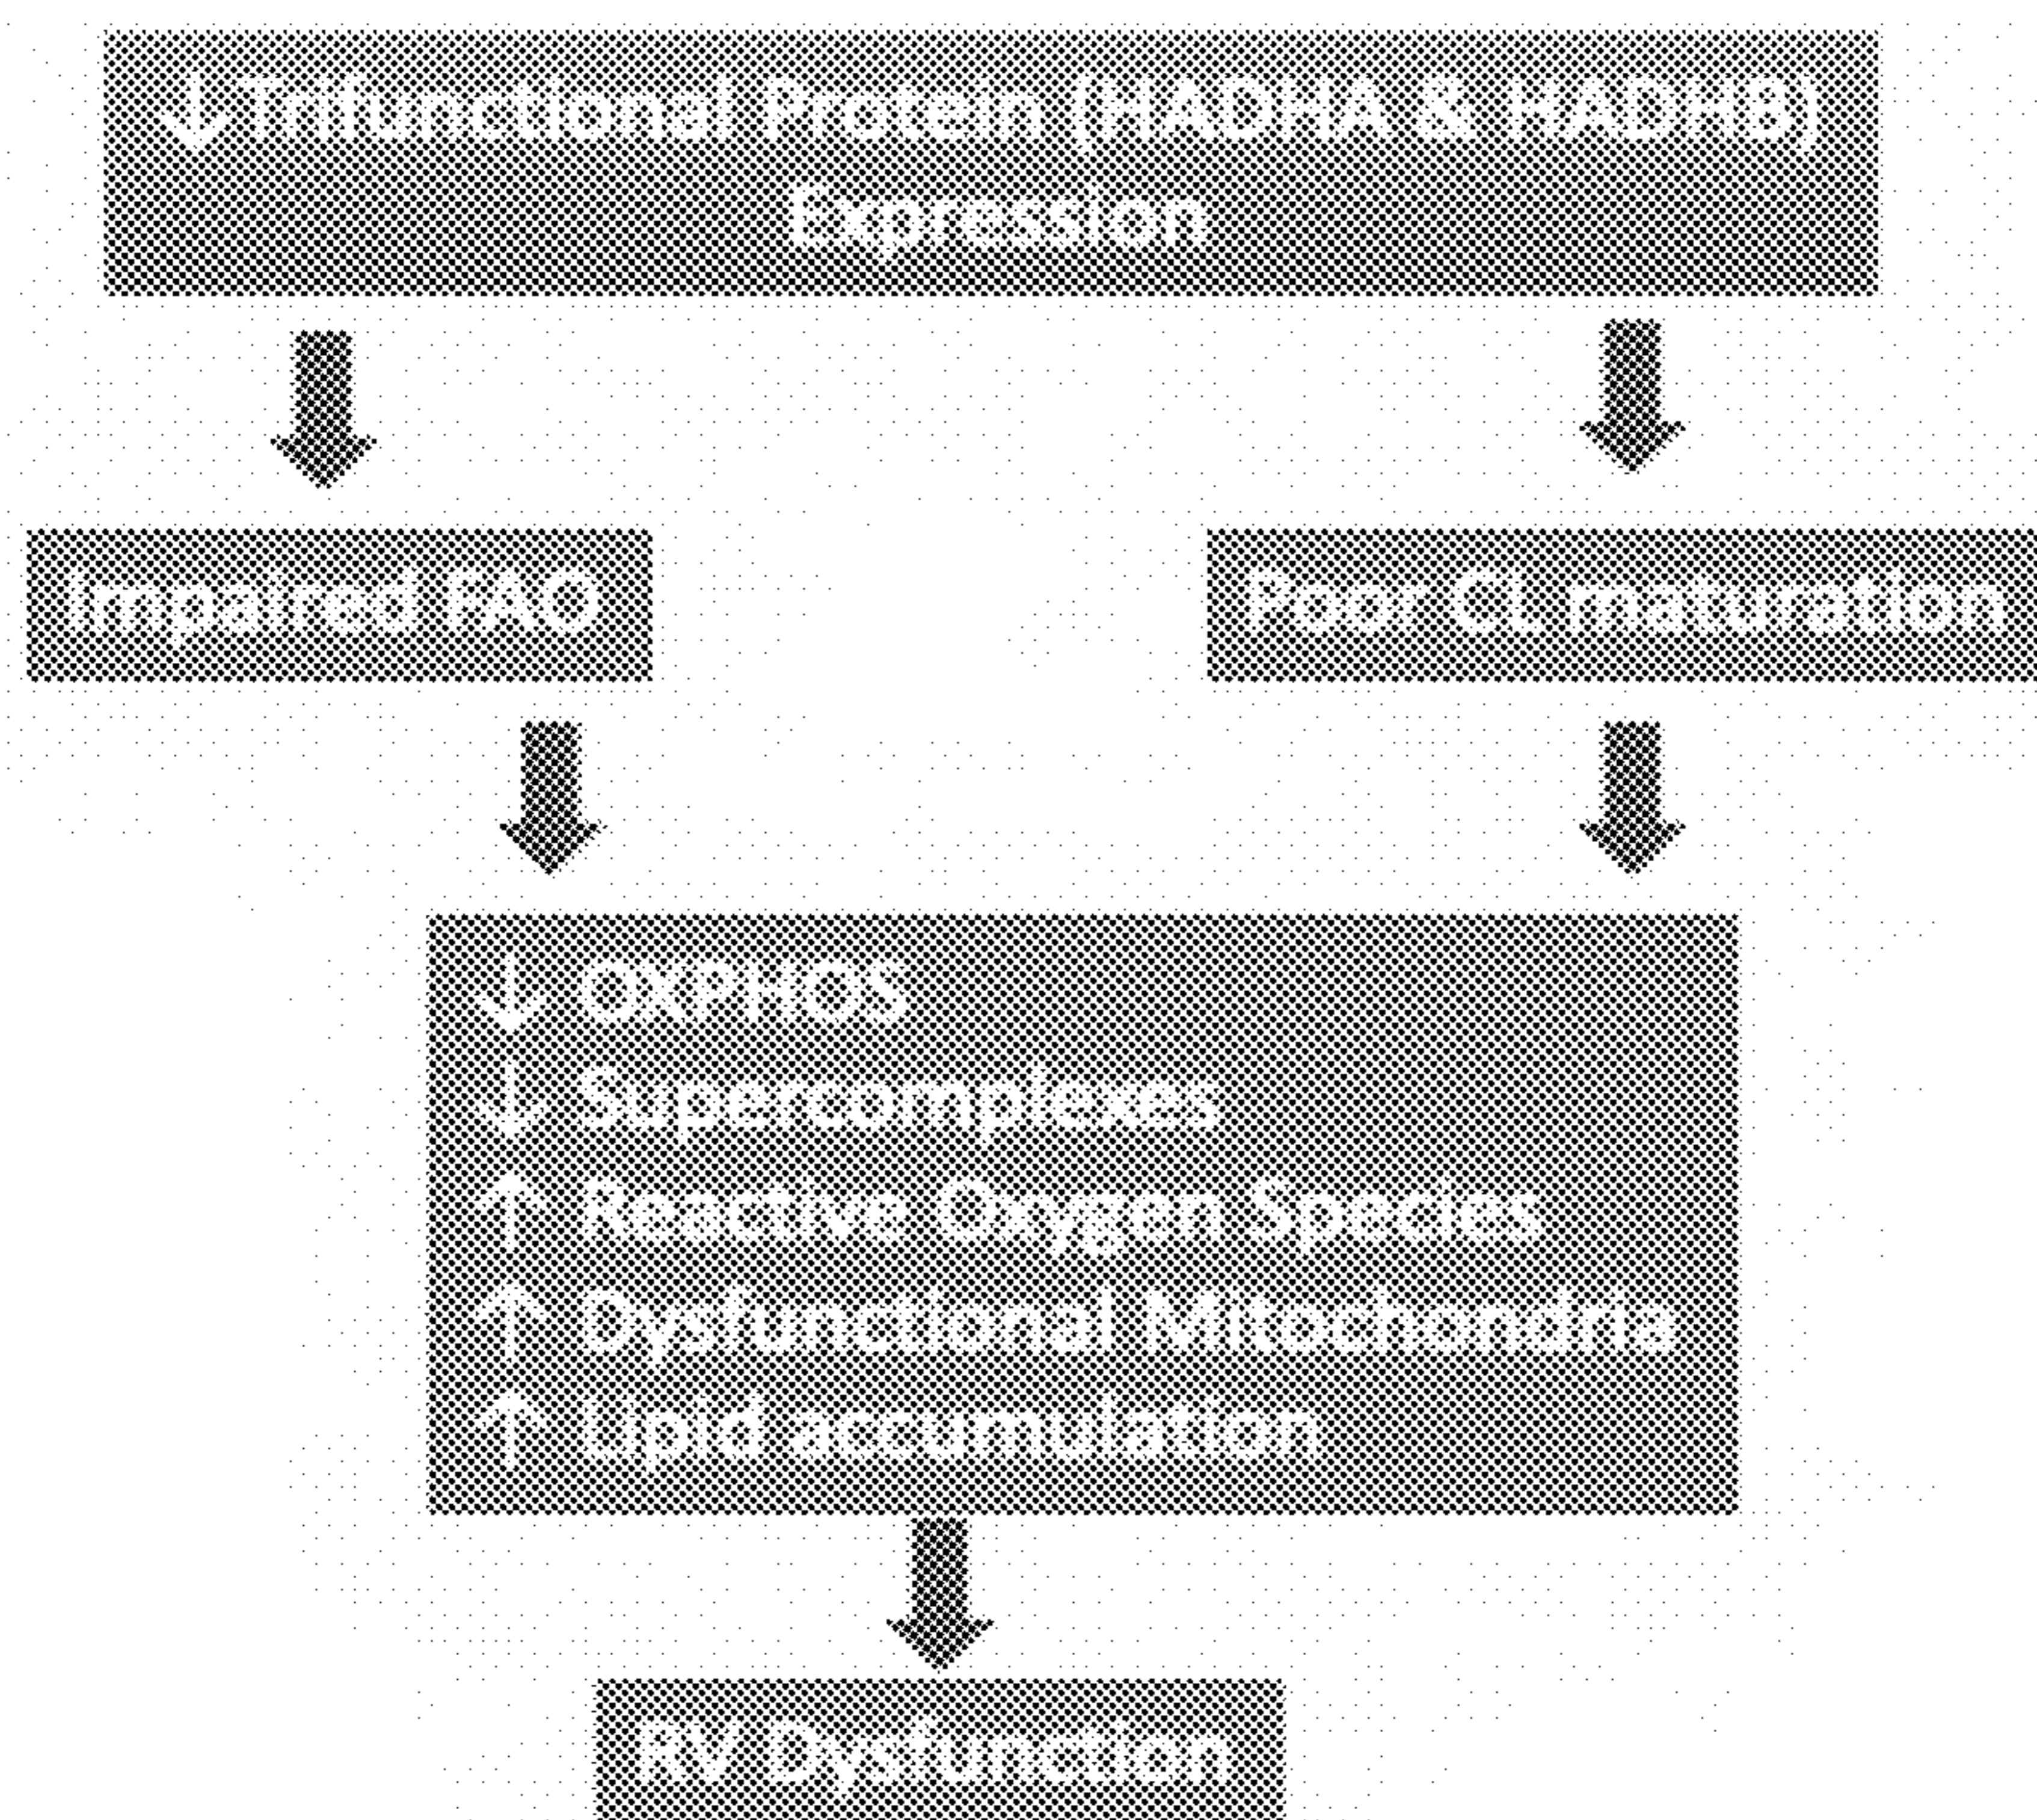 ↓Trifunctional Protein (HADHA & HADHB)
Expression
Impaired FAO
Poor CL maturation
↓ OXPHOS
↓ Supercomplexes
↑ Reactive Oxygen Species
↑ Dysfunctional Mitochondria
↑ Lipid accumulation
RV Dysfunction